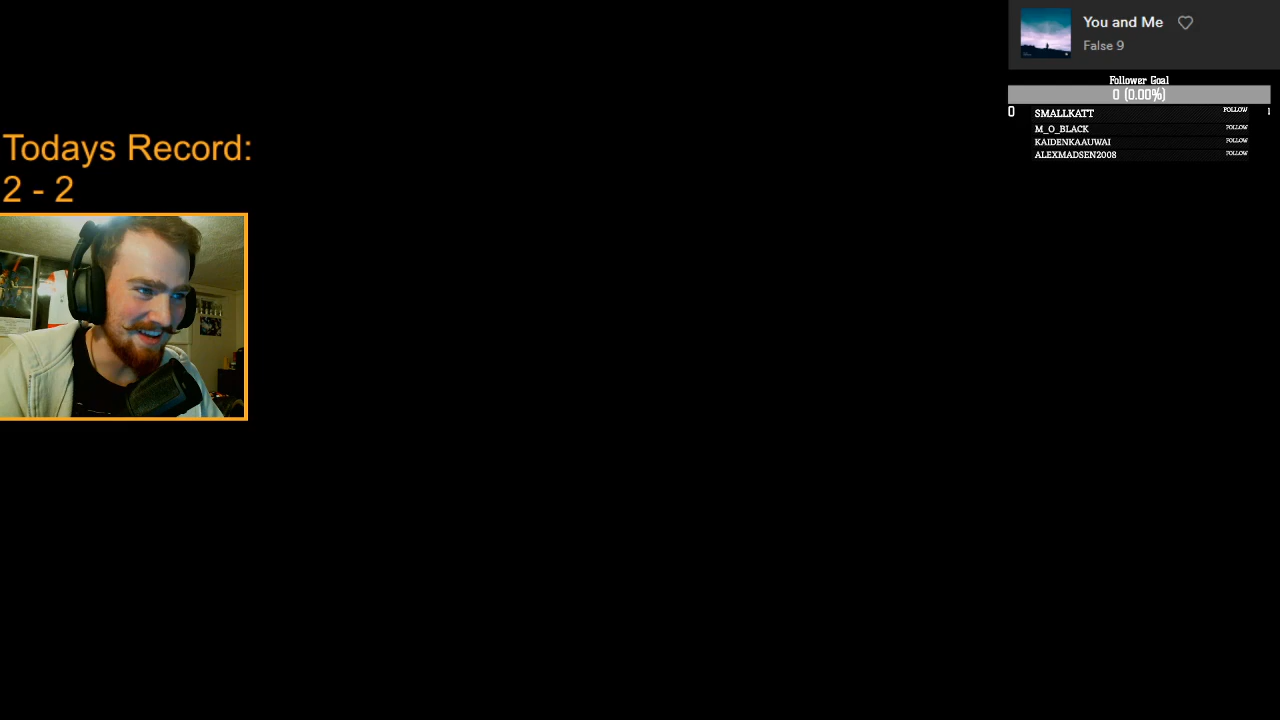 You and Me
False 9
Follower Goal
0 (0.00%)
0
SMALLKATT FOLLOW
M_O_BLACK FOLLOW
KAIDENKAAUWAI FOLLOW
ALEXMADSEN2008 FOLLOW
Todays Record:
2 - 2